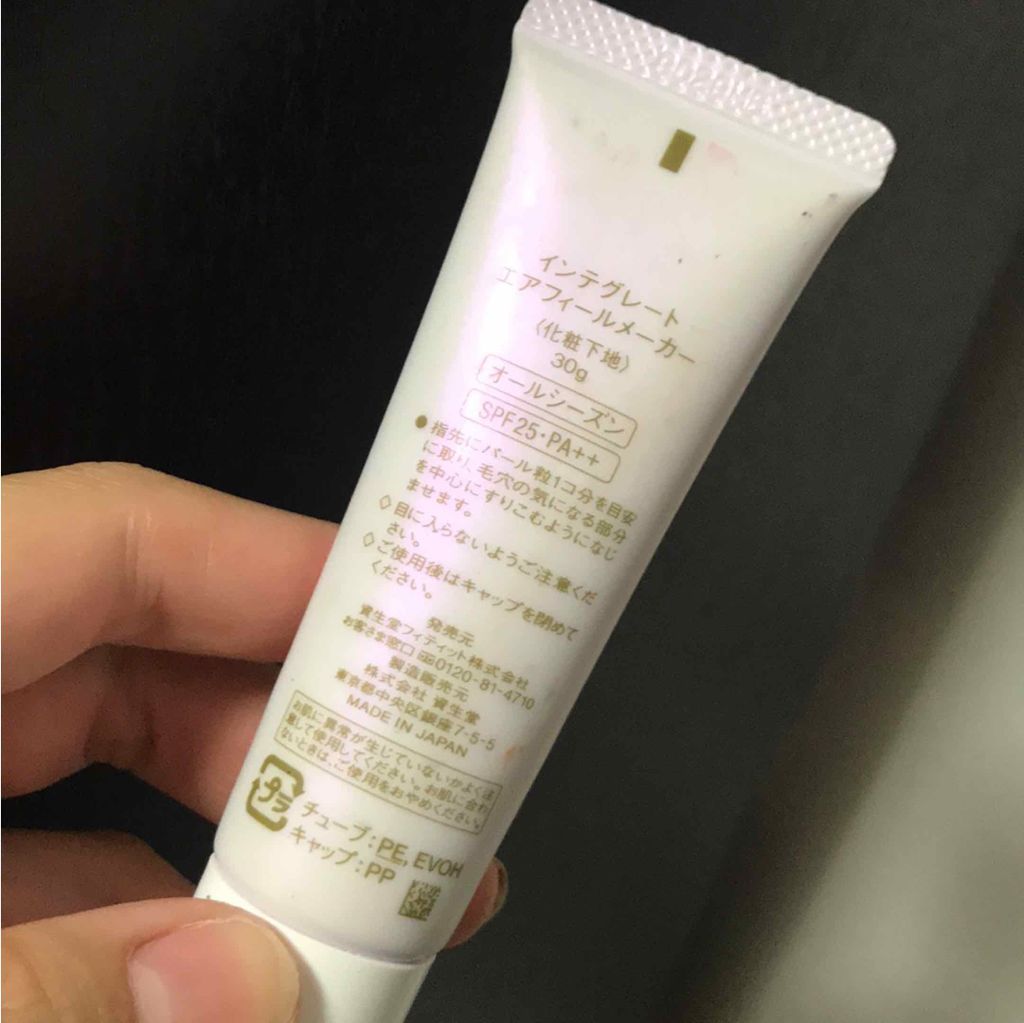 インテグレート
エアフィールメーカー
〈化粧下地〉
30g
オールシーズン
SPF25・PA++
●指先にパール粒1コ分を目安
に取り、毛穴の気になる部分
を中心にすりこむようになじ
ませます。
◇目に入らないようご注意くだ
さい。
◇ご使用後はキャップを閉めて
ください。
発売元
資生堂フィティット株式会社
お客さま窓口 0120-81-4710
製造販売元
株式会社 資生堂
東京都中央区銀座7-5-5
MADE IN JAPAN
お肌に異常が生じていないかよく注
意して使用してください。お肌に合わ
ないときは、ご使用をおやめください。
プラ
チューブ:PE, EVOH
キャップ:PP